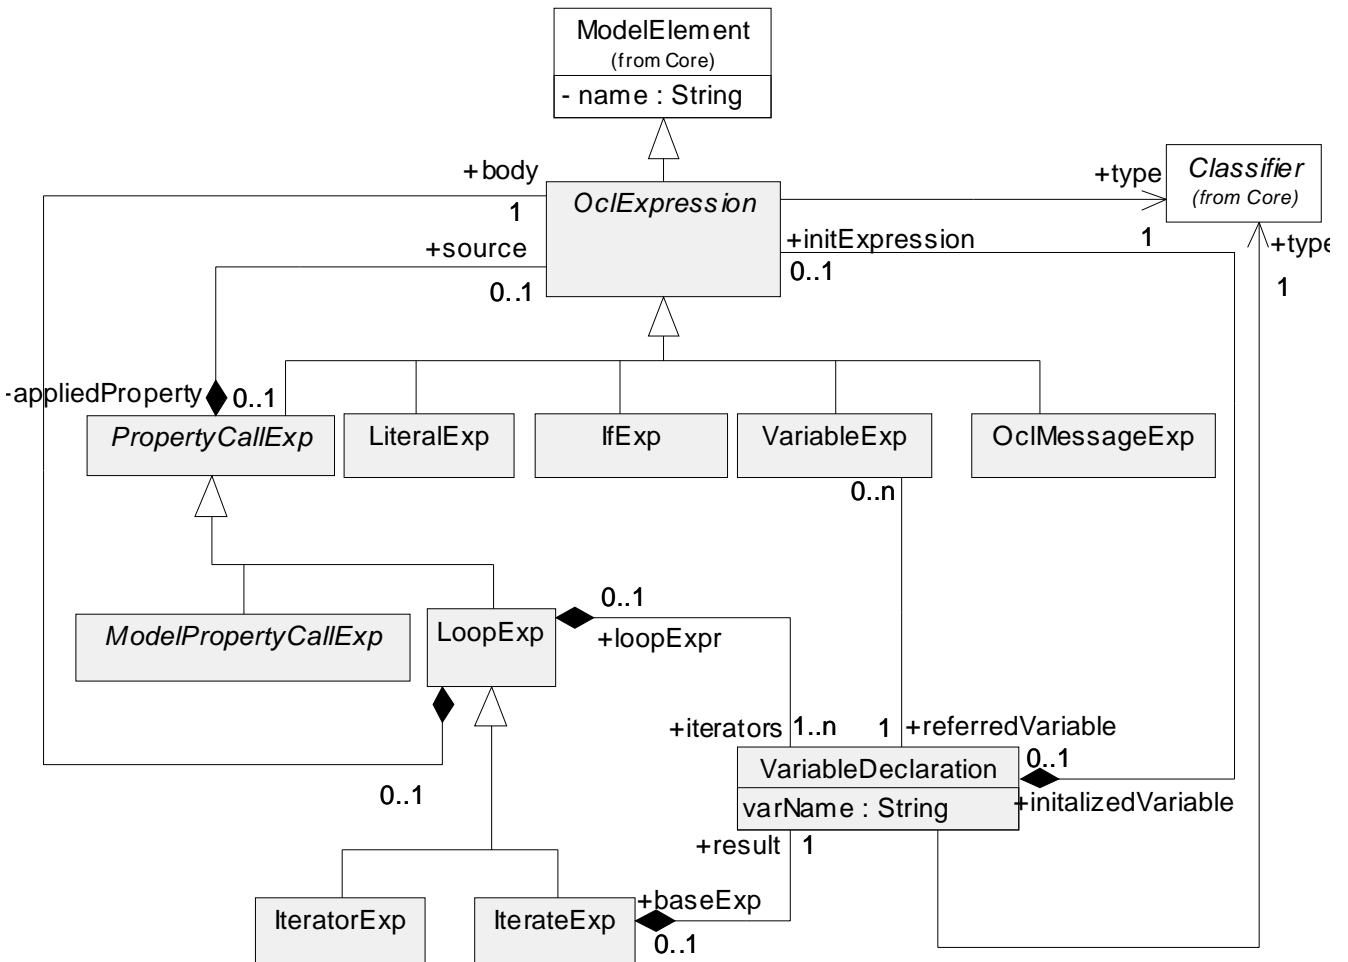 ModelElement
(from Core)
- name : String
+body
1
OclExpression
+type
1
Classifier
(from Core)
+source
0..1
+initExpression
0..1
+type
1
-appliedProperty
0..1
PropertyCallExp
LiteralExp
IfExp
VariableExp
OclMessageExp
0..n
ModelPropertyCallExp
LoopExp
0..1
+loopExpr
+iterators
1..n
1
+referredVariable
VariableDeclaration
varName : String
0..1
+initalizedVariable
0..1
+result
1
IteratorExp
IterateExp
+baseExp
0..1